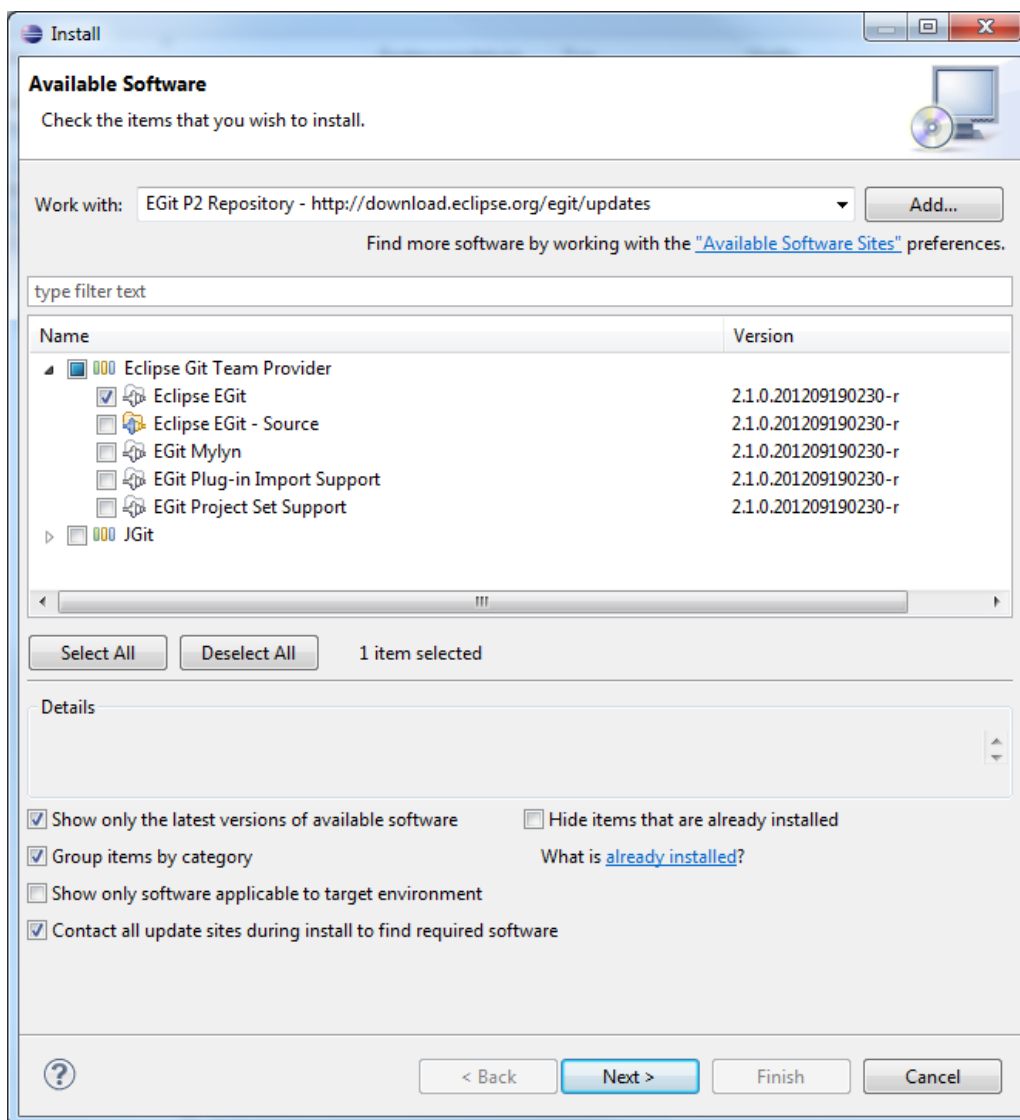 Install
Available Software
Check the items that you wish to install.
Work with: EGit P2 Repository - http://download.eclipse.org/egit/updates Add...
Find more software by working with the "Available Software Sites" preferences.
type filter text
Name Version
Eclipse Git Team Provider
Eclipse EGit 2.1.0.201209190230-r
Eclipse EGit - Source 2.1.0.201209190230-r
EGit Mylyn 2.1.0.201209190230-r
EGit Plug-in Import Support 2.1.0.201209190230-r
EGit Project Set Support 2.1.0.201209190230-r
JGit
Select All Deselect All 1 item selected
Details
Show only the latest versions of available software Hide items that are already installed
Group items by category What is already installed?
Show only software applicable to target environment
Contact all update sites during install to find required software
? < Back Next > Finish Cancel